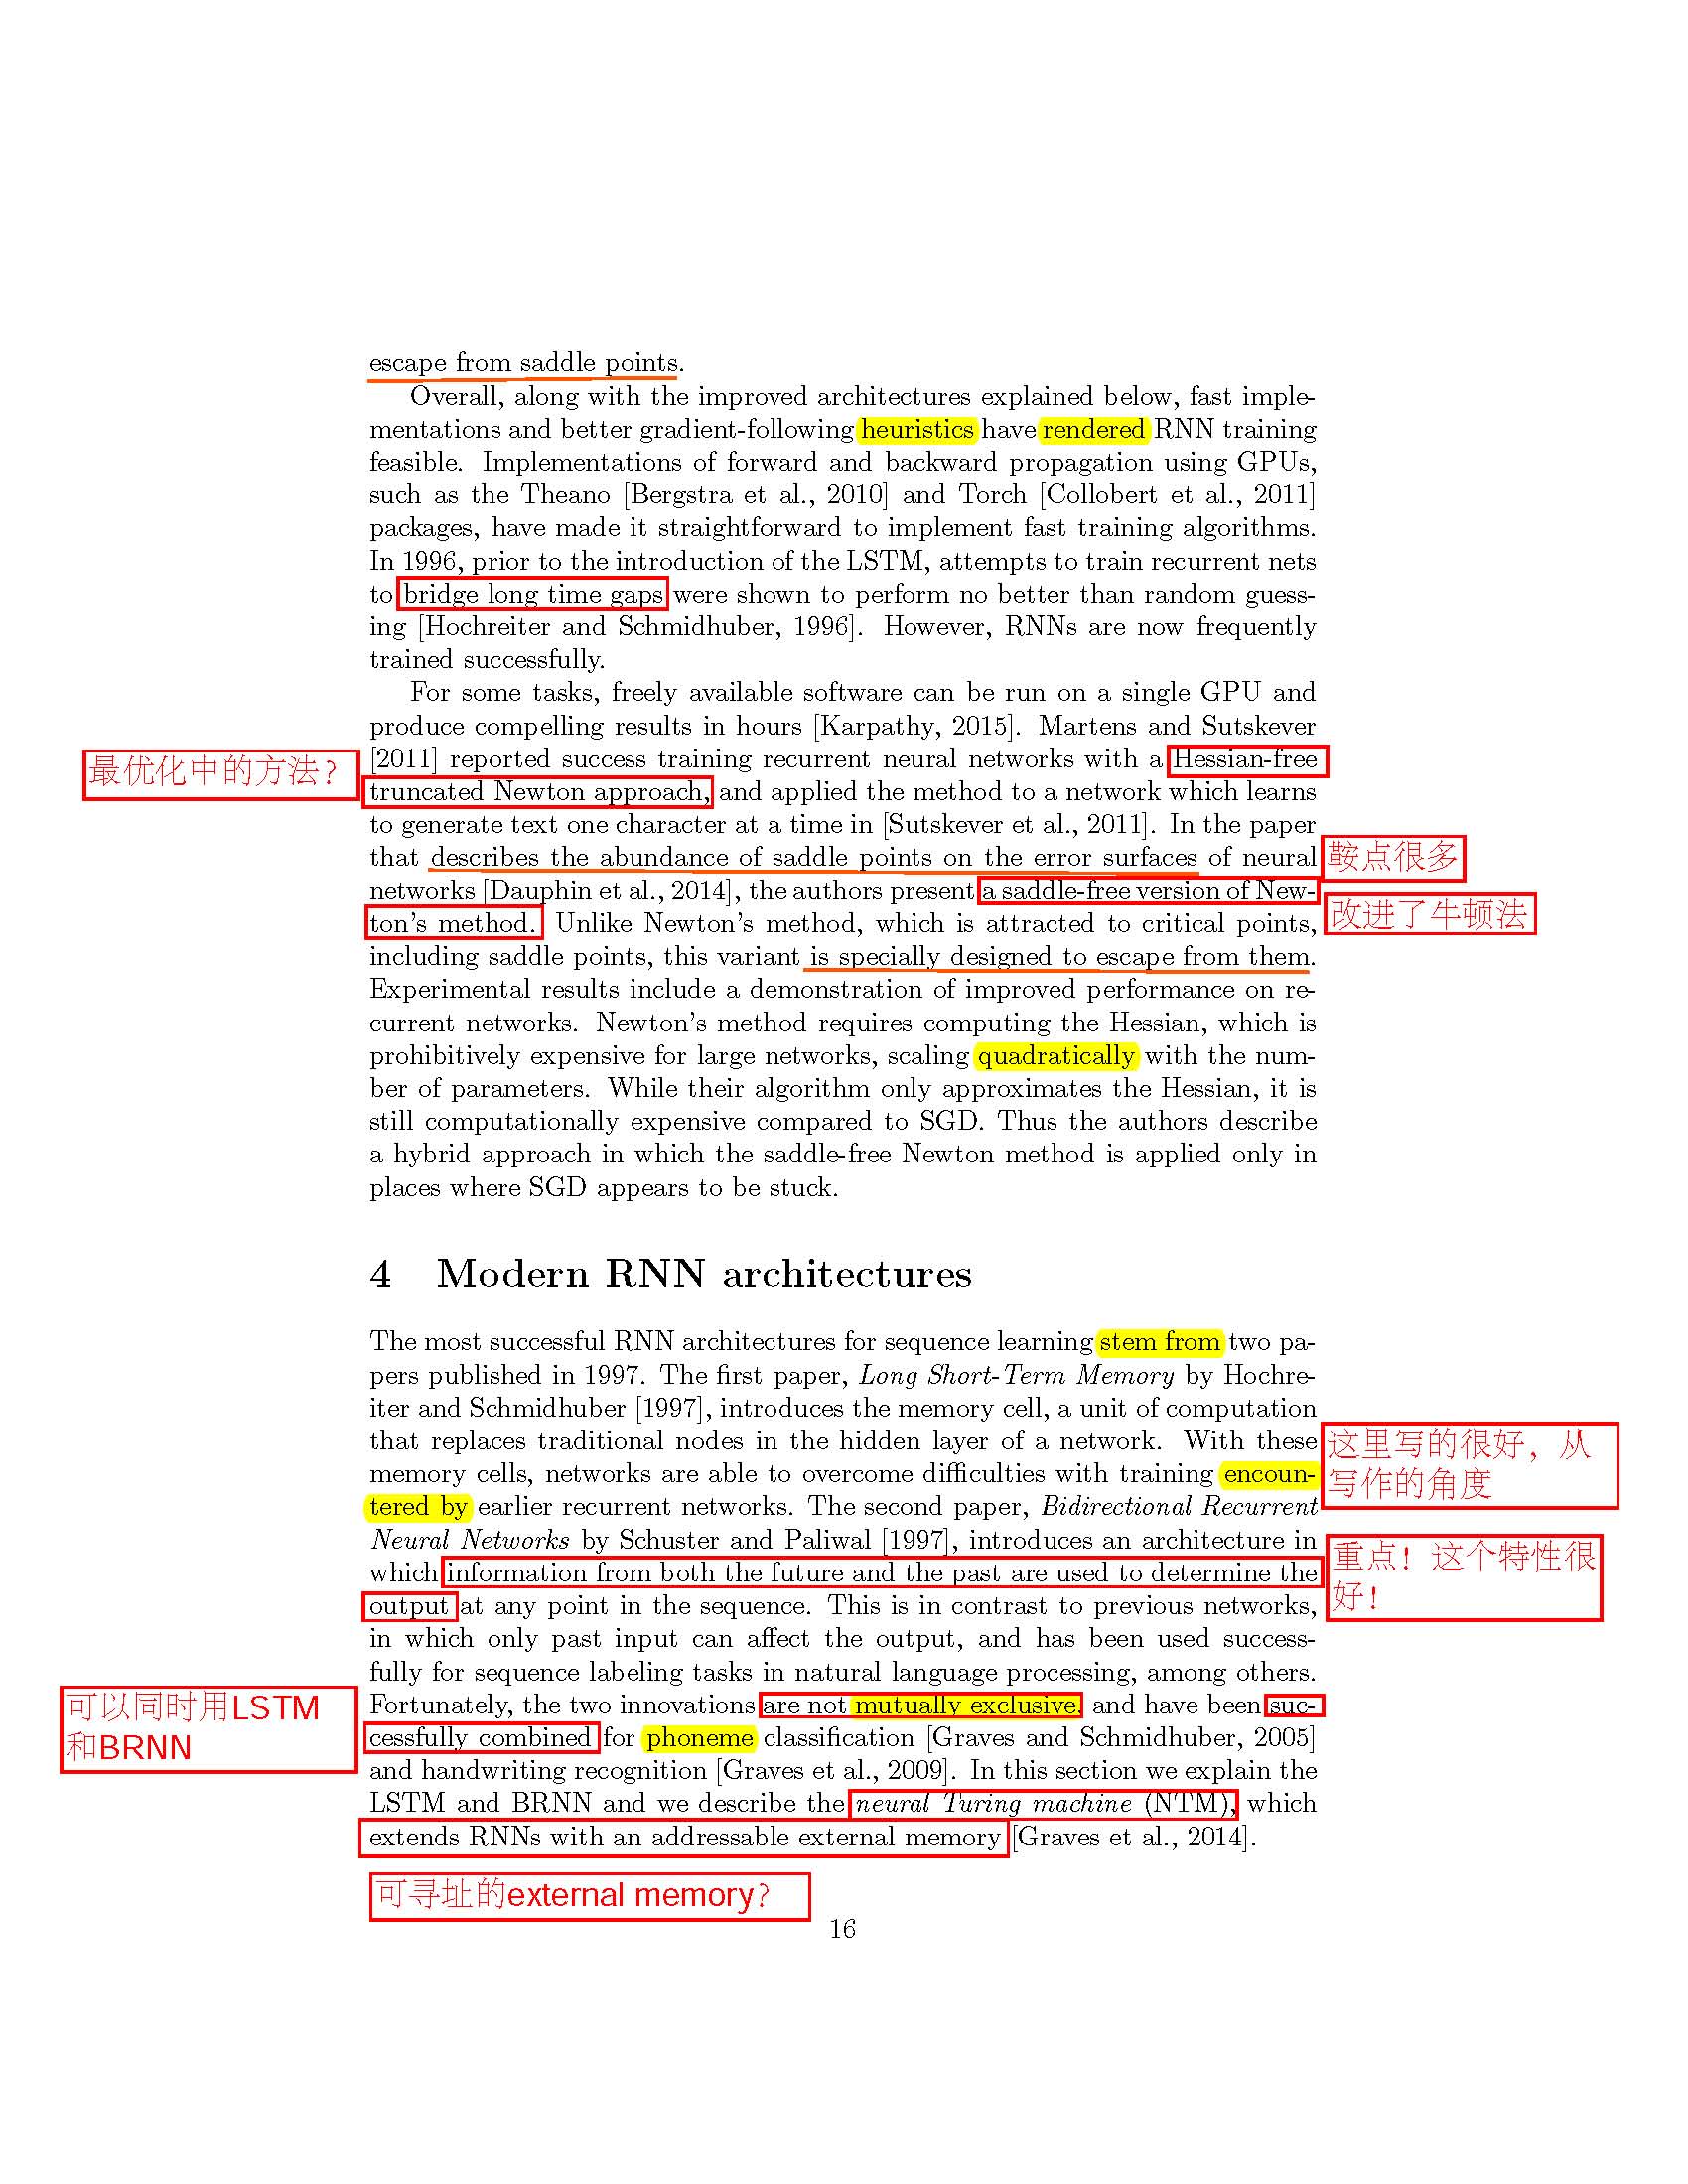 escape from saddle points.
Overall, along with the improved architectures explained below, fast imple-
mentations and better gradient-following heuristics have rendered RNN training
feasible. Implementations of forward and backward propagation using GPUs,
such as the Theano [Bergstra et al., 2010] and Torch [Collobert et al., 2011]
packages, have made it straightforward to implement fast training algorithms.
In 1996, prior to the introduction of the LSTM, attempts to train recurrent nets
to bridge long time gaps were shown to perform no better than random guess-
ing [Hochreiter and Schmidhuber, 1996]. However, RNNs are now frequently
trained successfully.
For some tasks, freely available software can be run on a single GPU and
produce compelling results in hours [Karpathy, 2015]. Martens and Sutskever
[2011] reported success training recurrent neural networks with a Hessian-free
最优化中的方法?
truncated Newton approach, and applied the method to a network which learns
to generate text one character at a time in [Sutskever et al., 2011]. In the paper
that describes the abundance of saddle points on the error surfaces of neural
鞍点很多
networks [Dauphin et al., 2014], the authors present a saddle-free version of New-
ton's method. Unlike Newton's method, which is attracted to critical points,
改进了牛顿法
including saddle points, this variant is specially designed to escape from them.
Experimental results include a demonstration of improved performance on re-
current networks. Newton's method requires computing the Hessian, which is
prohibitively expensive for large networks, scaling quadratically with the num-
ber of parameters. While their algorithm only approximates the Hessian, it is
still computationally expensive compared to SGD. Thus the authors describe
a hybrid approach in which the saddle-free Newton method is applied only in
places where SGD appears to be stuck.
4 Modern RNN architectures
The most successful RNN architectures for sequence learning stem from two pa-
pers published in 1997. The first paper, Long Short-Term Memory by Hochre-
iter and Schmidhuber [1997], introduces the memory cell, a unit of computation
that replaces traditional nodes in the hidden layer of a network. With these
memory cells, networks are able to overcome difficulties with training encoun-
这里写的很好，从
写作的角度
tered by earlier recurrent networks. The second paper, Bidirectional Recurrent
Neural Networks by Schuster and Paliwal [1997], introduces an architecture in
which information from both the future and the past are used to determine the
重点！这个特性很
好！
output at any point in the sequence. This is in contrast to previous networks,
in which only past input can affect the output, and has been used success-
fully for sequence labeling tasks in natural language processing, among others.
Fortunately, the two innovations are not mutually exclusive, and have been suc-
可以同时用LSTM
和BRNN
cessfully combined for phoneme classification [Graves and Schmidhuber, 2005]
and handwriting recognition [Graves et al., 2009]. In this section we explain the
LSTM and BRNN and we describe the neural Turing machine (NTM), which
extends RNNs with an addressable external memory [Graves et al., 2014].
可寻址的external memory?
16